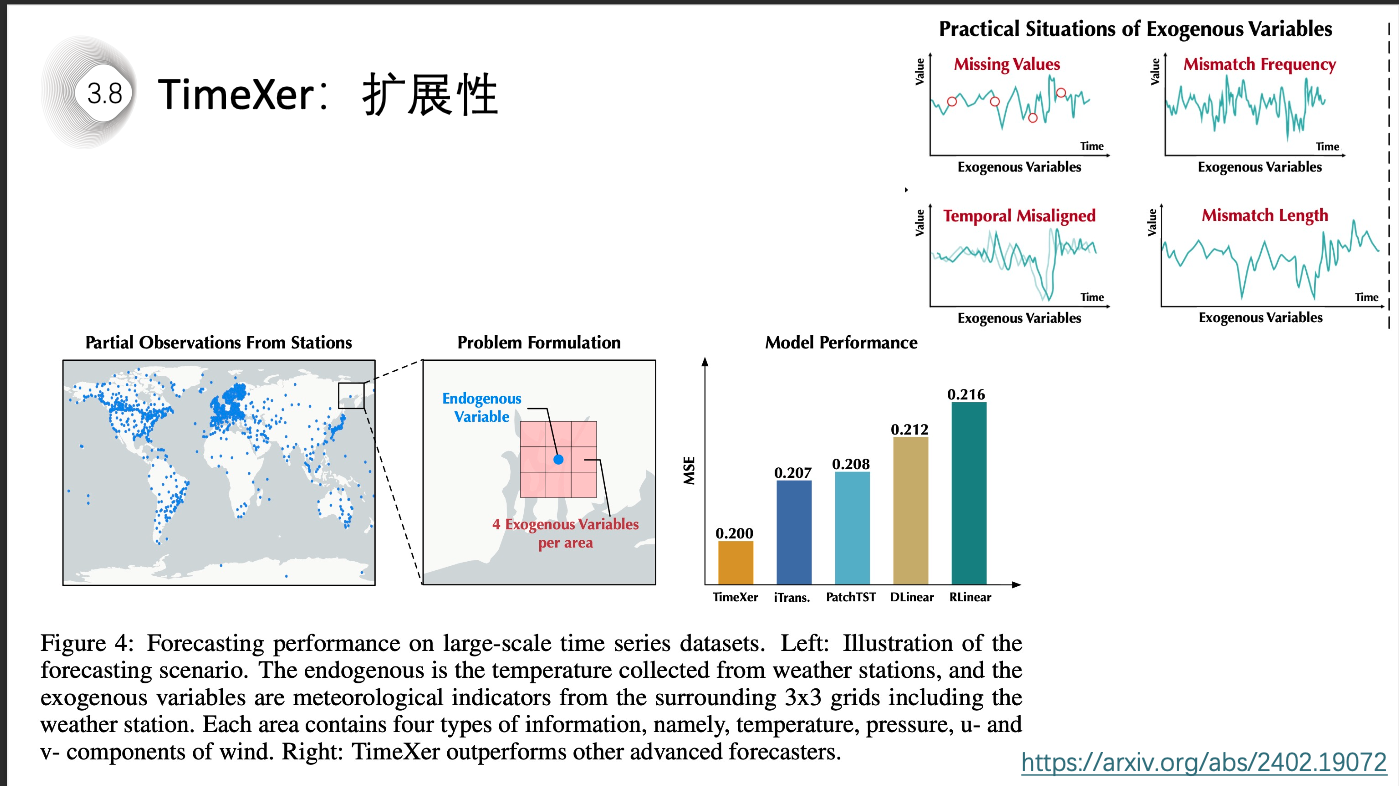 3.8
TimeXer： 扩展性
Practical Situations of Exogenous Variables
Missing Values
Value
Time
Exogenous Variables
Mismatch Frequency
Value
Time
Exogenous Variables
Temporal Misaligned
Value
Time
Exogenous Variables
Mismatch Length
Value
Time
Exogenous Variables
Partial Observations From Stations
Problem Formulation
Endogenous
Variable
4 Exogenous Variables
per area
Model Performance
MSE
0.200
0.207
0.208
0.212
0.216
TimeXer
iTrans.
PatchTST
DLinear
RLinear
Figure 4: Forecasting performance on large-scale time series datasets. Left: Illustration of the
forecasting scenario. The endogenous is the temperature collected from weather stations, and the
exogenous variables are meteorological indicators from the surrounding 3x3 grids including the
weather station. Each area contains four types of information, namely, temperature, pressure, u- and
v- components of wind. Right: TimeXer outperforms other advanced forecasters.
https://arxiv.org/abs/2402.19072